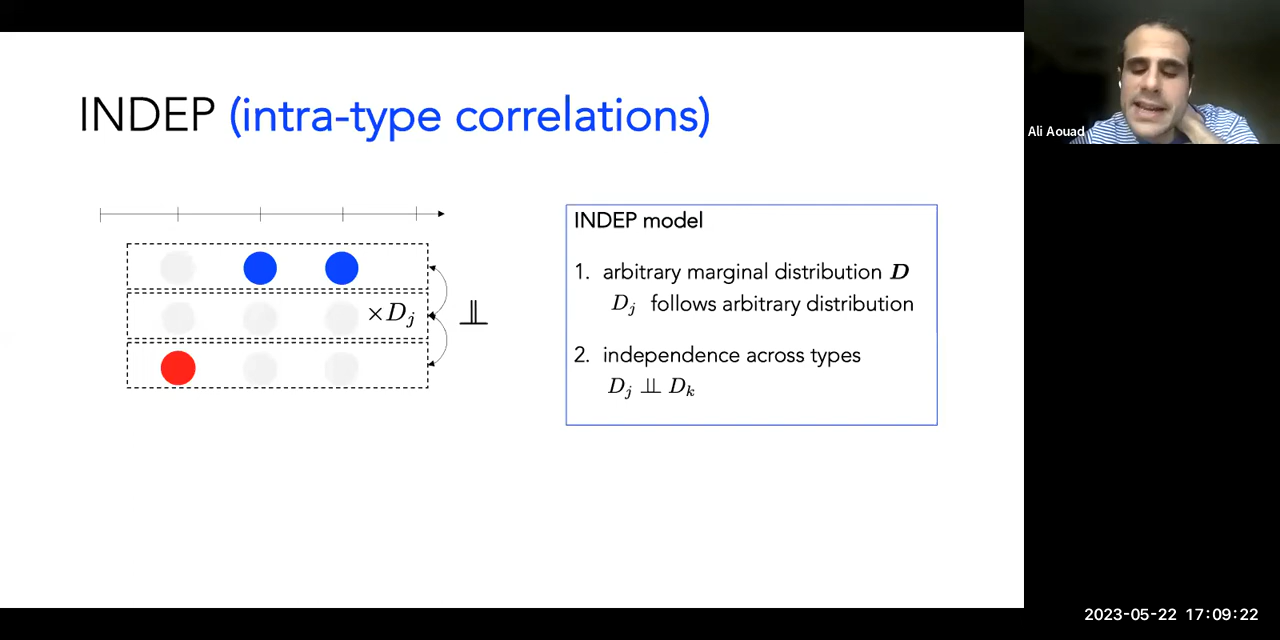 INDEP (intra-type correlations)
×D_j
⫫
INDEP model
1. arbitrary marginal distribution D
D_j follows arbitrary distribution
2. independence across types
D_j ⫫ D_k
Ali Aouad
2023-05-22 17:09:22